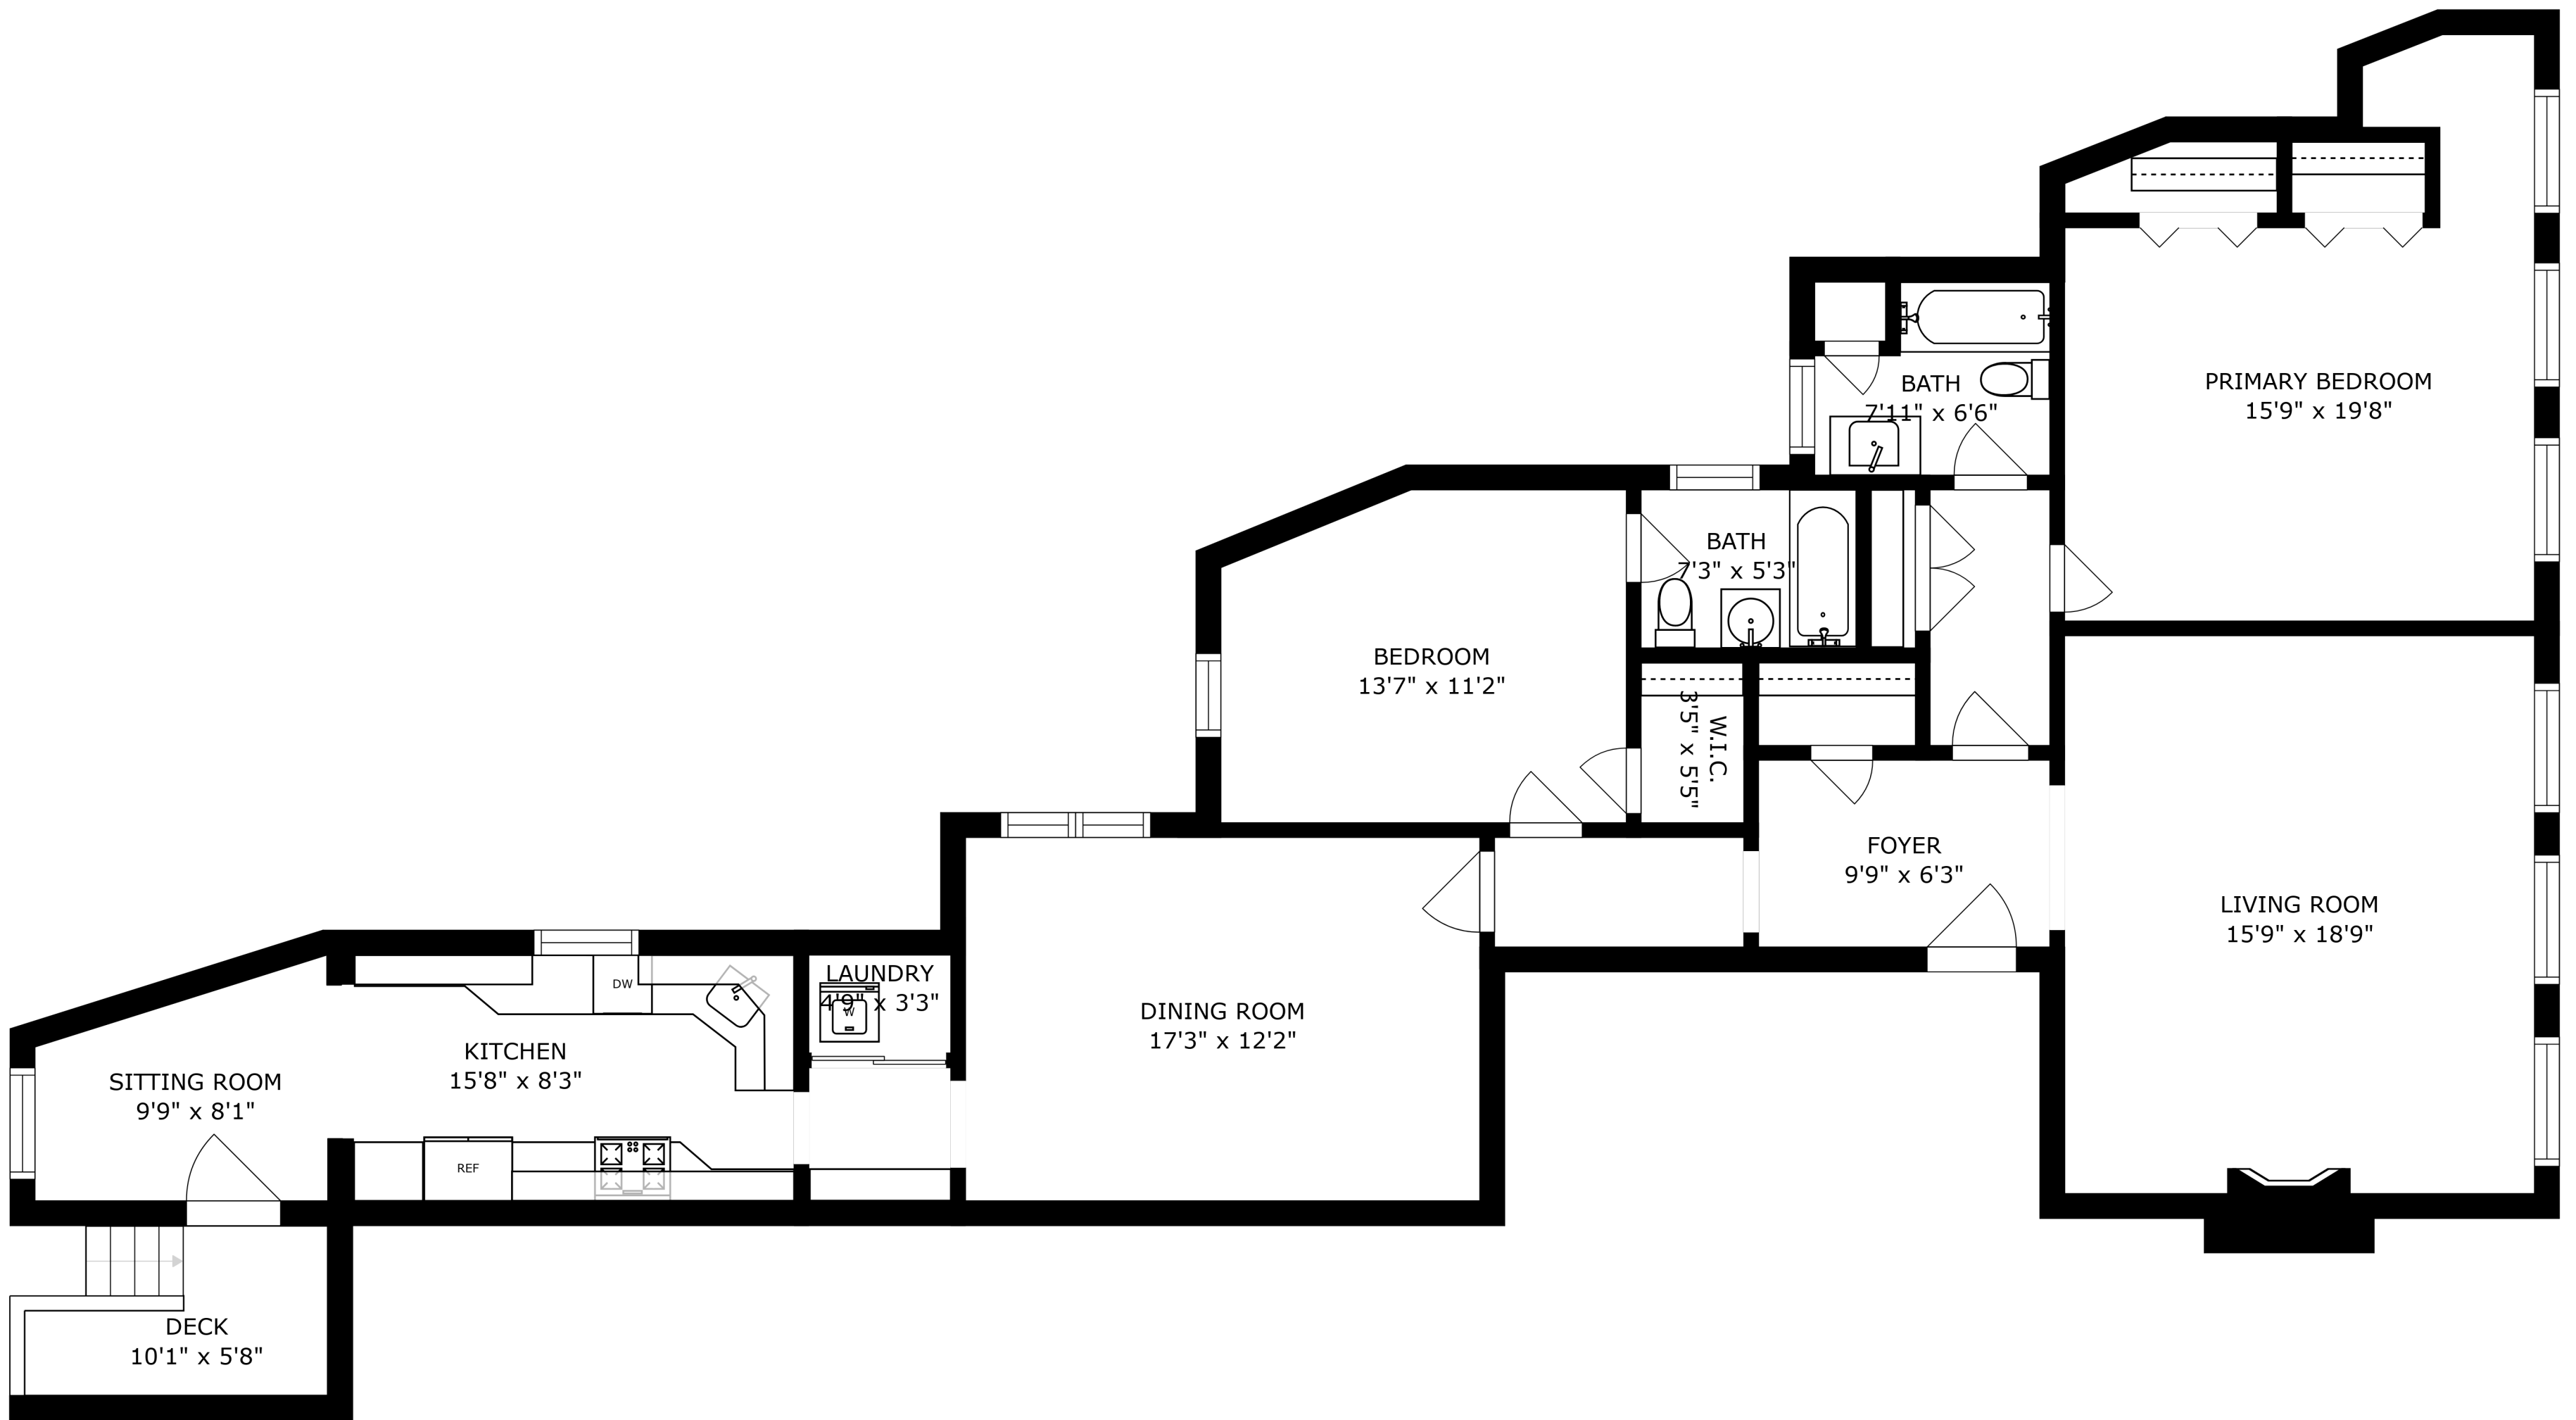 PRIMARY BEDROOM
15'9" x 19'8"
BATH
7'11" x 6'6"
BATH
7'3" x 5'3"
BEDROOM
13'7" x 11'2"
W.I.C.
3'5" x 5'5"
FOYER
9'9" x 6'3"
LIVING ROOM
15'9" x 18'9"
LAUNDRY
4'9" x 3'3"
W
DW
DINING ROOM
17'3" x 12'2"
KITCHEN
15'8" x 8'3"
SITTING ROOM
9'9" x 8'1"
REF
DECK
10'1" x 5'8"